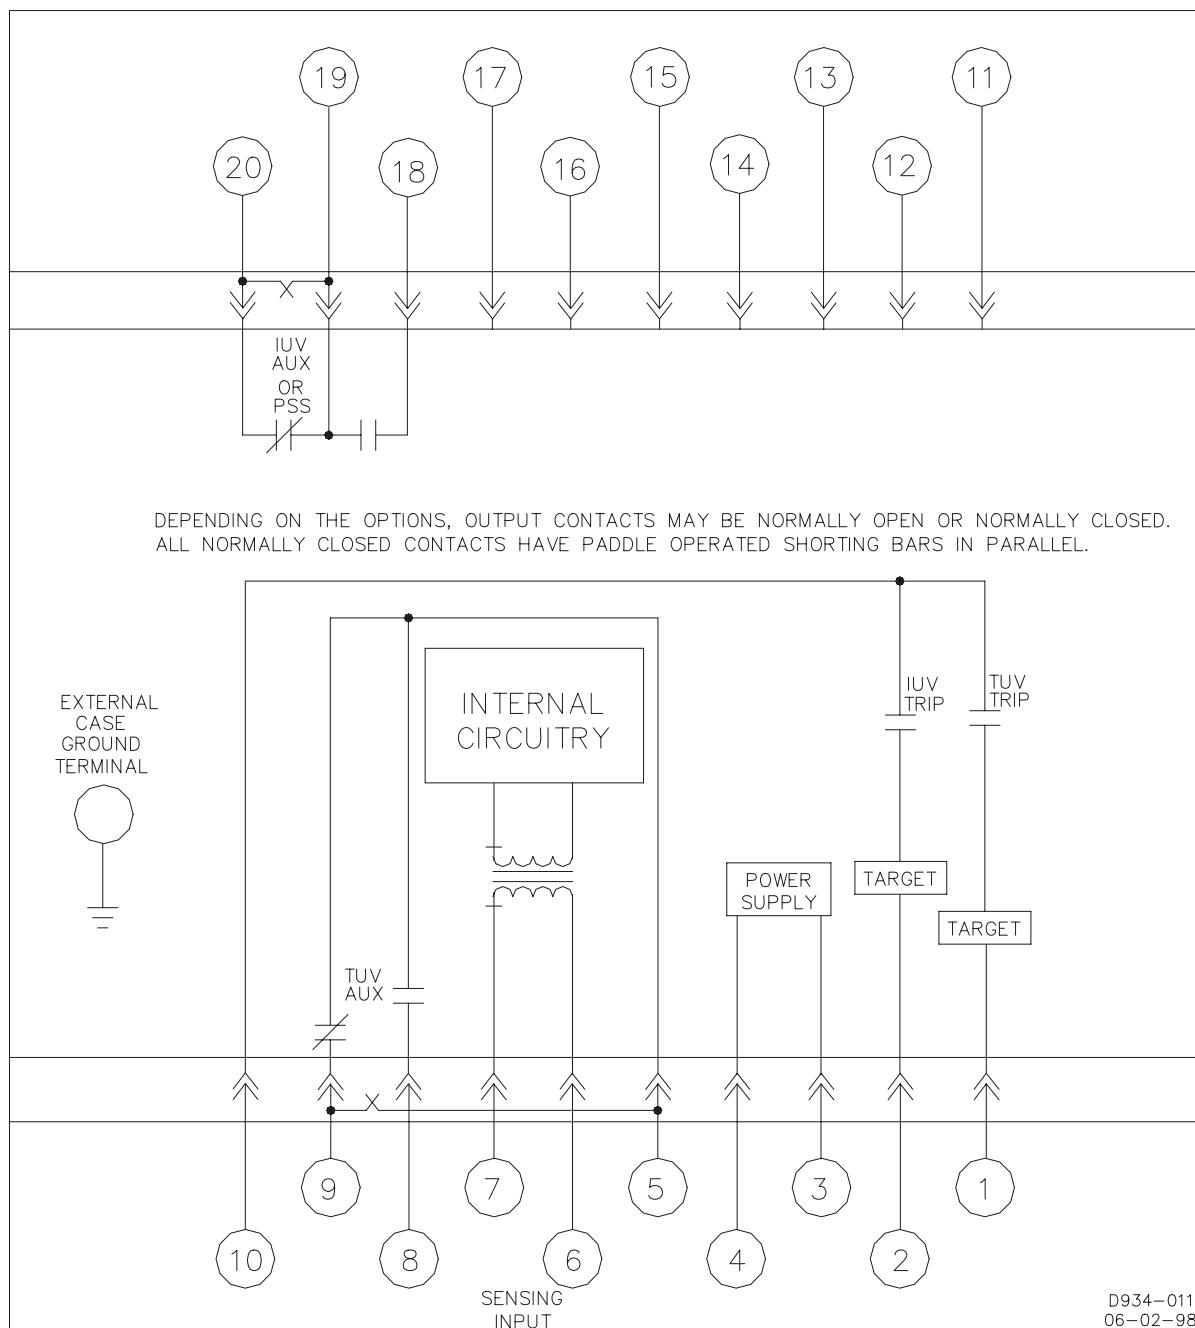 19
17
15
13
11
20
18
16
14
12
IUV
AUX
OR
PSS
DEPENDING ON THE OPTIONS, OUTPUT CONTACTS MAY BE NORMALLY OPEN OR NORMALLY CLOSED.
ALL NORMALLY CLOSED CONTACTS HAVE PADDLE OPERATED SHORTING BARS IN PARALLEL.
EXTERNAL
CASE
GROUND
TERMINAL
INTERNAL
CIRCUITRY
IUV
TRIP
TUV
TRIP
POWER
SUPPLY
TARGET
TARGET
TUV
AUX
9
7
5
3
1
10
8
6
4
2
SENSING
INPUT
D934-011
06-02-98